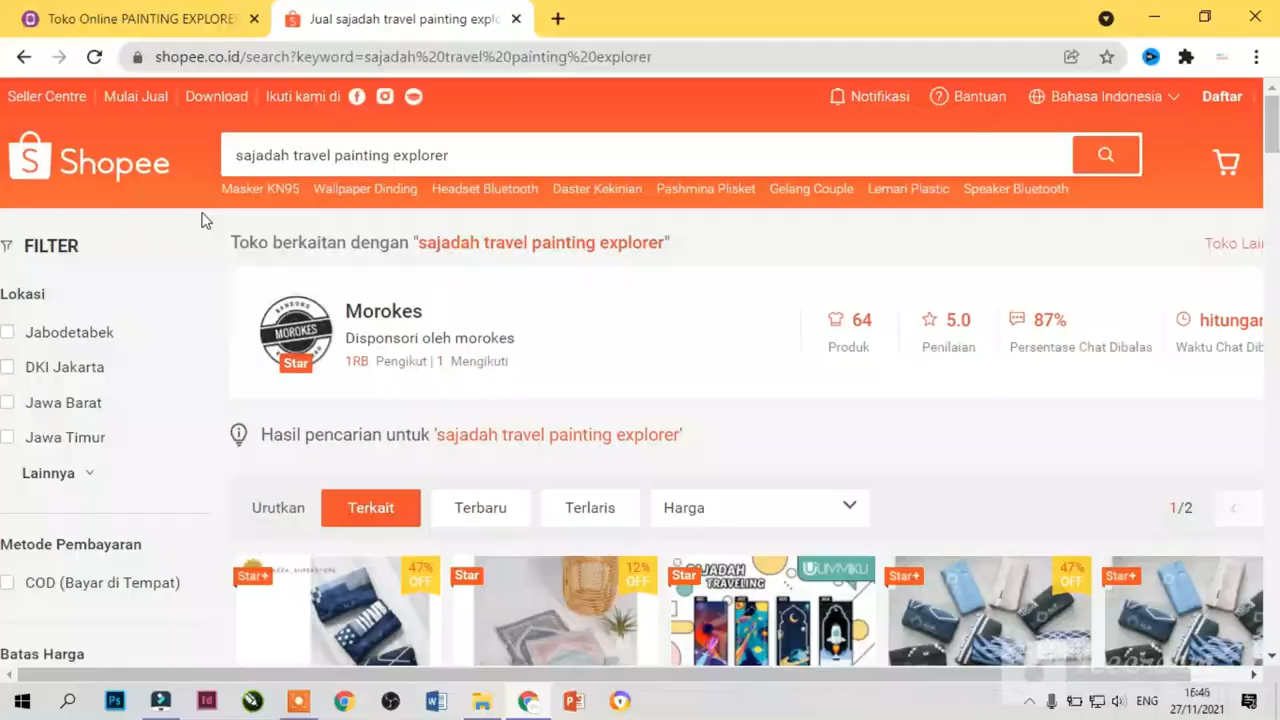 Toko Online PAINTING EXPLORER
Jual sajadah travel painting explo
shopee.co.id/search?keyword=sajadah%20travel%20painting%20explorer
Seller Centre Mulai Jual Download Ikuti kami di Notifikasi Bantuan Bahasa Indonesia Daftar
Shopee
sajadah travel painting explorer
Masker KN95 Wallpaper Dinding Headset Bluetooth Daster Kekinian Pashmina Plisket Gelang Couple Lemari Plastic Speaker Bluetooth
FILTER
Toko berkaitan dengan "sajadah travel painting explorer"
Toko Lai
Lokasi
Jabodetabek
DKI Jakarta
Jawa Barat
Jawa Timur
Lainnya
BANDUNG
MOROKES
Star
Morokes
Disponsori oleh morokes
1RB Pengikut | 1 Mengikuti
64
Produk
5.0
Penilaian
87%
Persentase Chat Dibalas
hitungan
Waktu Chat Dib
Hasil pencarian untuk 'sajadah travel painting explorer'
Urutkan Terkait Terbaru Terlaris Harga 1/2
Metode Pembayaran
COD (Bayar di Tempat)
Batas Harga
Star+ 47% OFF
Star 12% OFF
Star SAJADAH TRAVELING UMMIKU
Star+ 47% OFF
Star+
ENG
16:46
27/11/2021